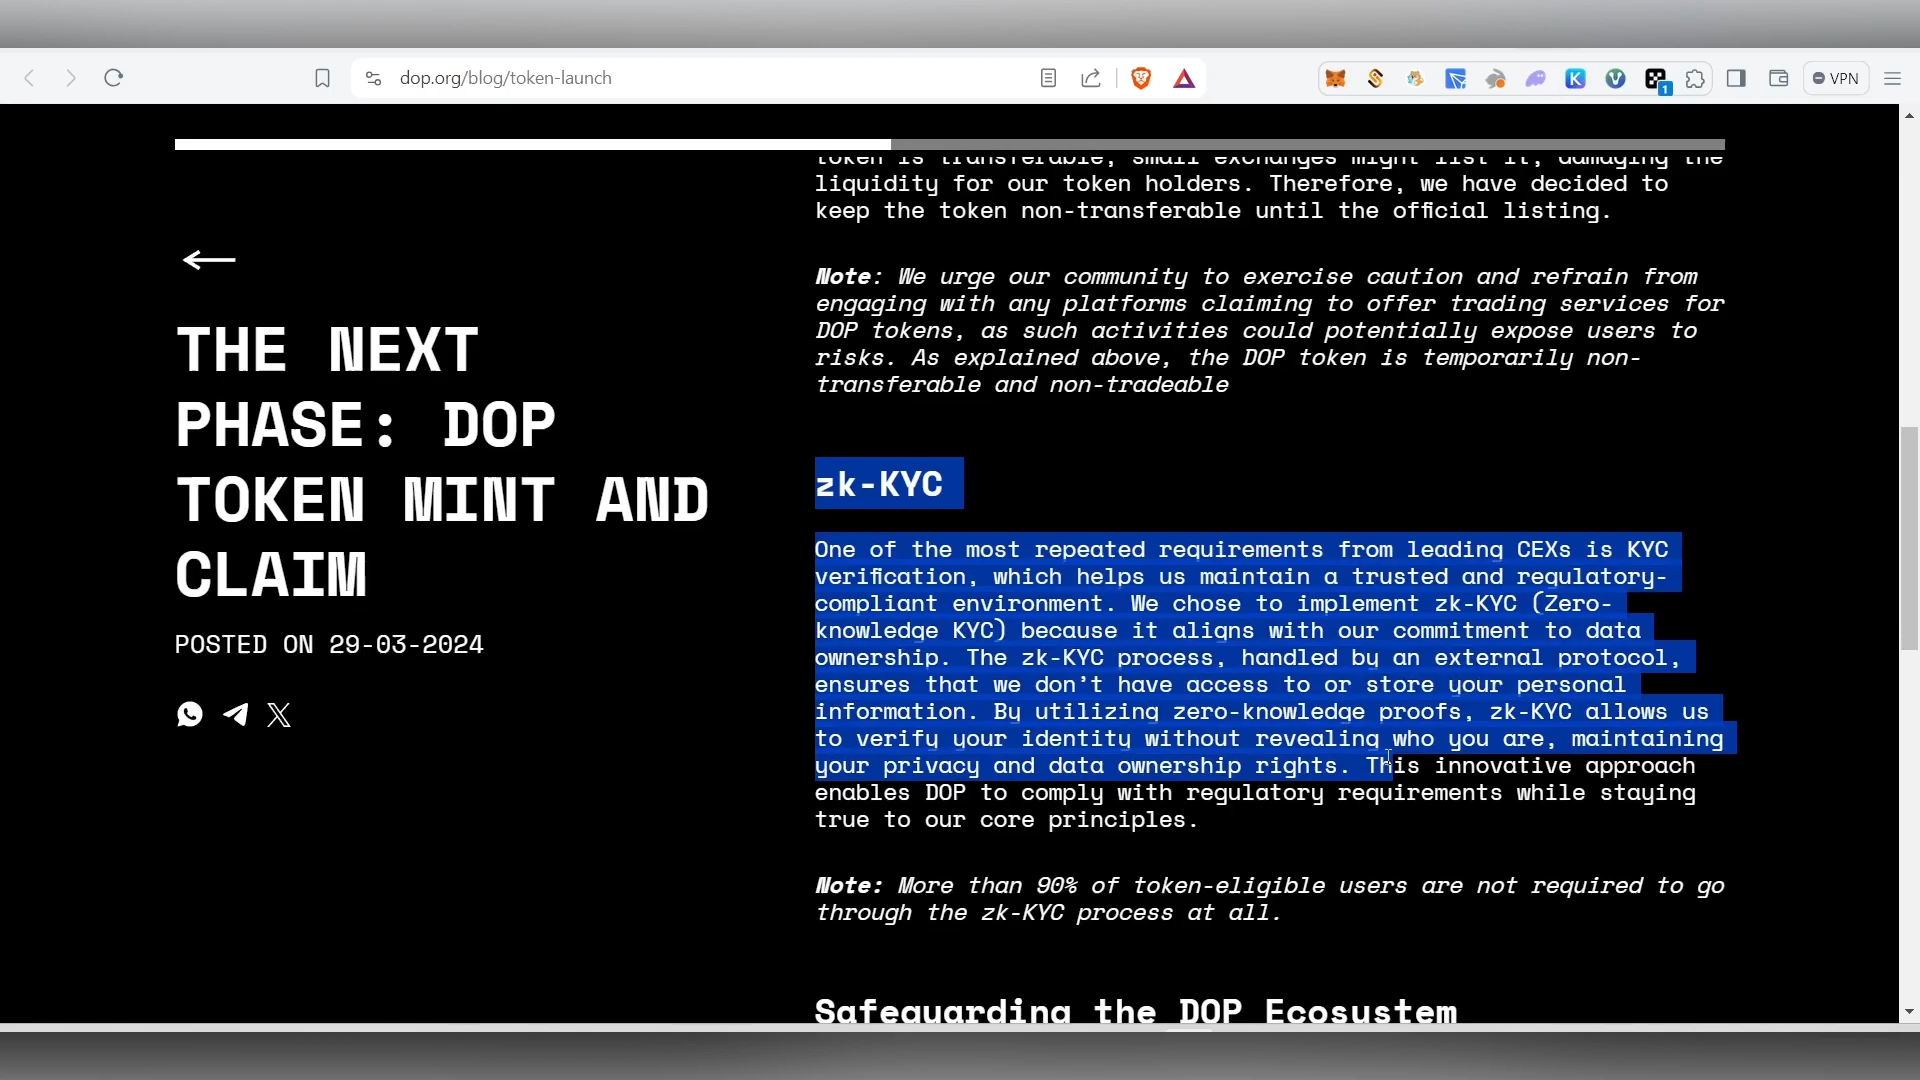 dop.org/blog/token-launch
1
VPN
token is transferable, small exchanges might list it, damaging the
liquidity for our token holders. Therefore, we have decided to
keep the token non-transferable until the official listing.
Note: We urge our community to exercise caution and refrain from
engaging with any platforms claiming to offer trading services for
DOP tokens, as such activities could potentially expose users to
risks. As explained above, the DOP token is temporarily non-
transferable and non-tradeable
THE NEXT
PHASE: DOP
TOKEN MINT AND
CLAIM
POSTED ON 29-03-2024
zk-KYC
One of the most repeated requirements from leading CEXs is KYC
verification, which helps us maintain a trusted and regulatory-
compliant environment. We chose to implement zk-KYC (Zero-
knowledge KYC) because it aligns with our commitment to data
ownership. The zk-KYC process, handled by an external protocol,
ensures that we don’t have access to or store your personal
information. By utilizing zero-knowledge proofs, zk-KYC allows us
to verify your identity without revealing who you are, maintaining
your privacy and data ownership rights. This innovative approach
enables DOP to comply with regulatory requirements while staying
true to our core principles.
Note: More than 90% of token-eligible users are not required to go
through the zk-KYC process at all.
Safeguarding the DOP Ecosystem